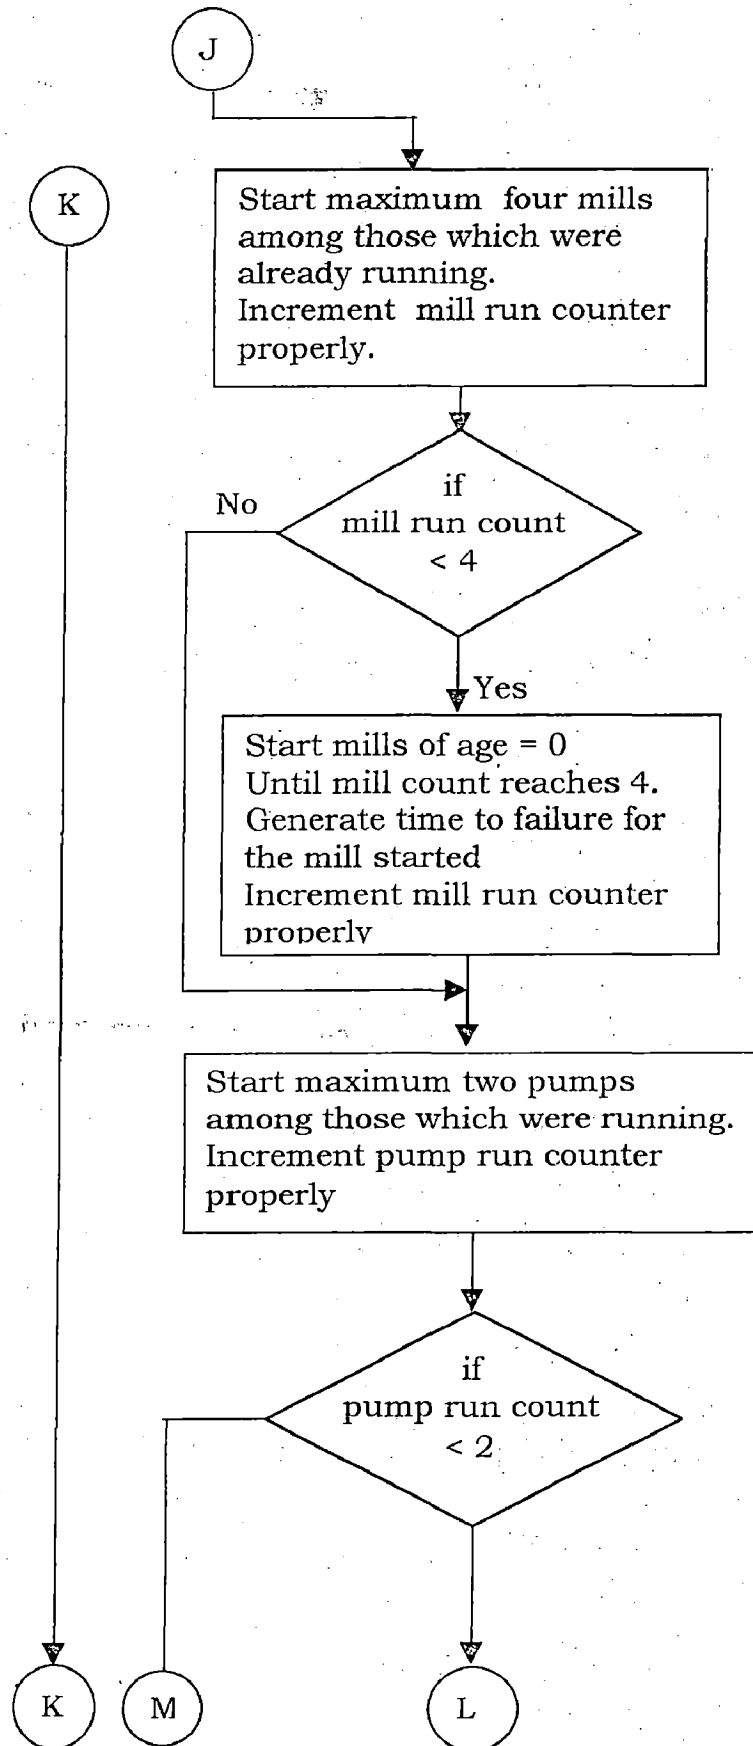 J
K
Start maximum four mills
among those which were
already running.
Increment mill run counter
properly.
if
mill run count
< 4
No
Yes
Start mills of age = 0
Until mill count reaches 4.
Generate time to failure for
the mill started
Increment mill run counter
properly
Start maximum two pumps
among those which were running.
Increment pump run counter
properly
if
pump run count
< 2
K
M
L